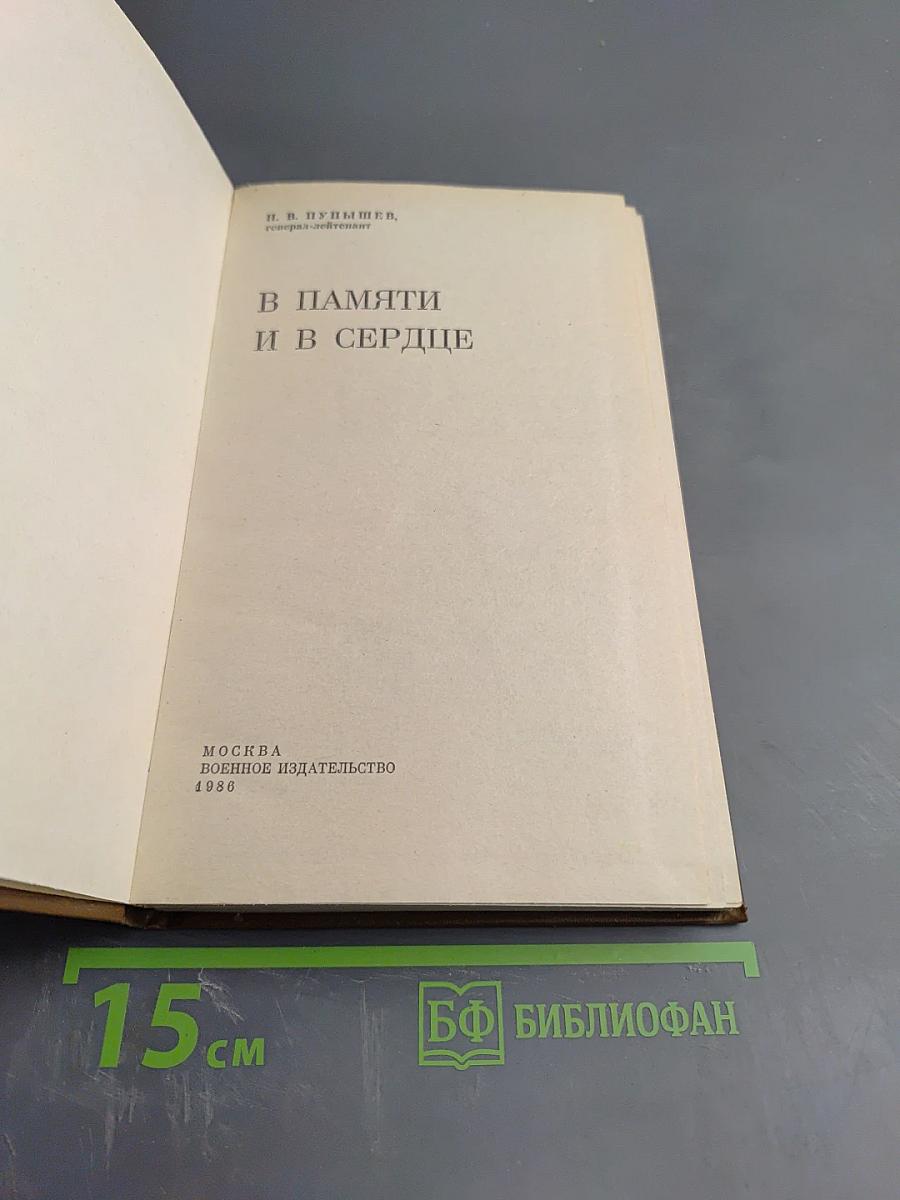 Н. В. ПУПЫШЕВ,
генерал-лейтенант
В ПАМЯТИ
И В СЕРДЦЕ
МОСКВА
ВОЕННОЕ ИЗДАТЕЛЬСТВО
1986
15 см
БФ БИБЛИОФАН